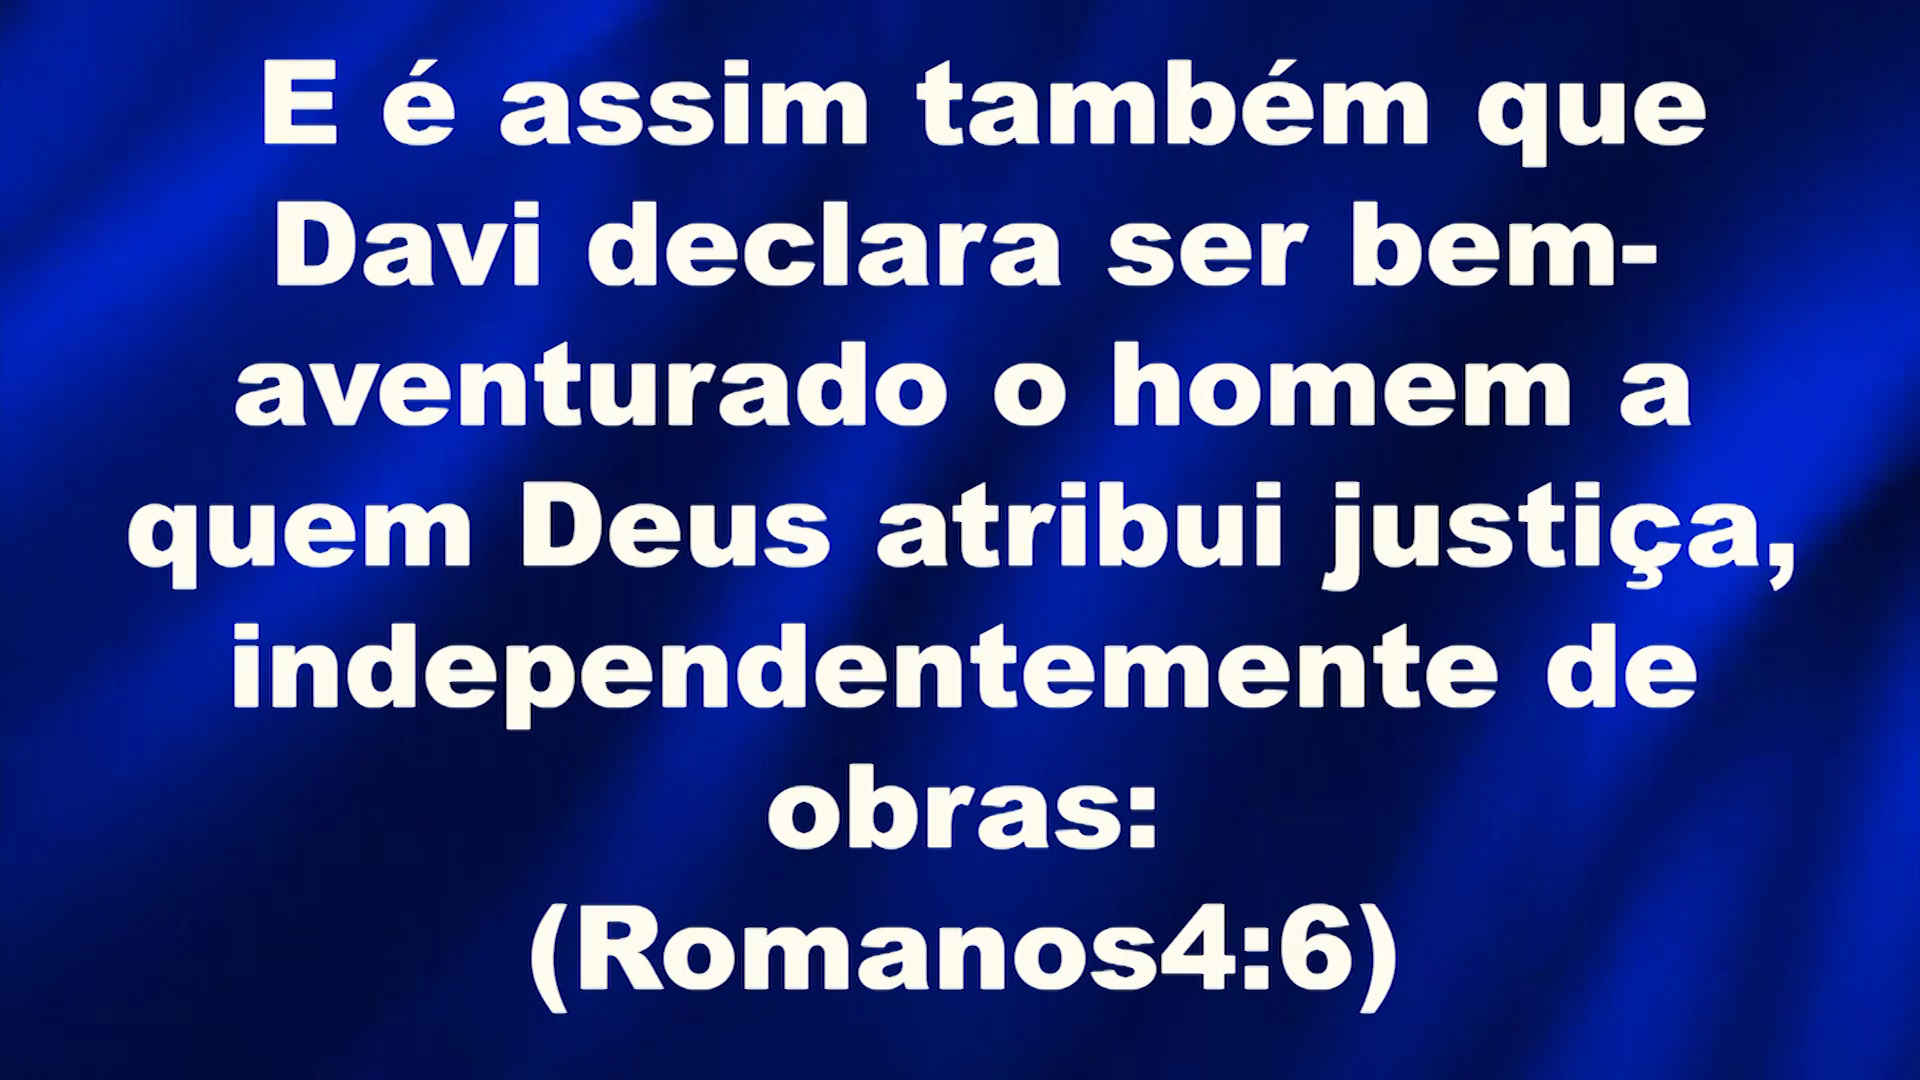 E é assim também que
Davi declara ser bem-
aventurado o homem a
quem Deus atribui justiça,
independentemente de
obras:
(Romanos4:6)